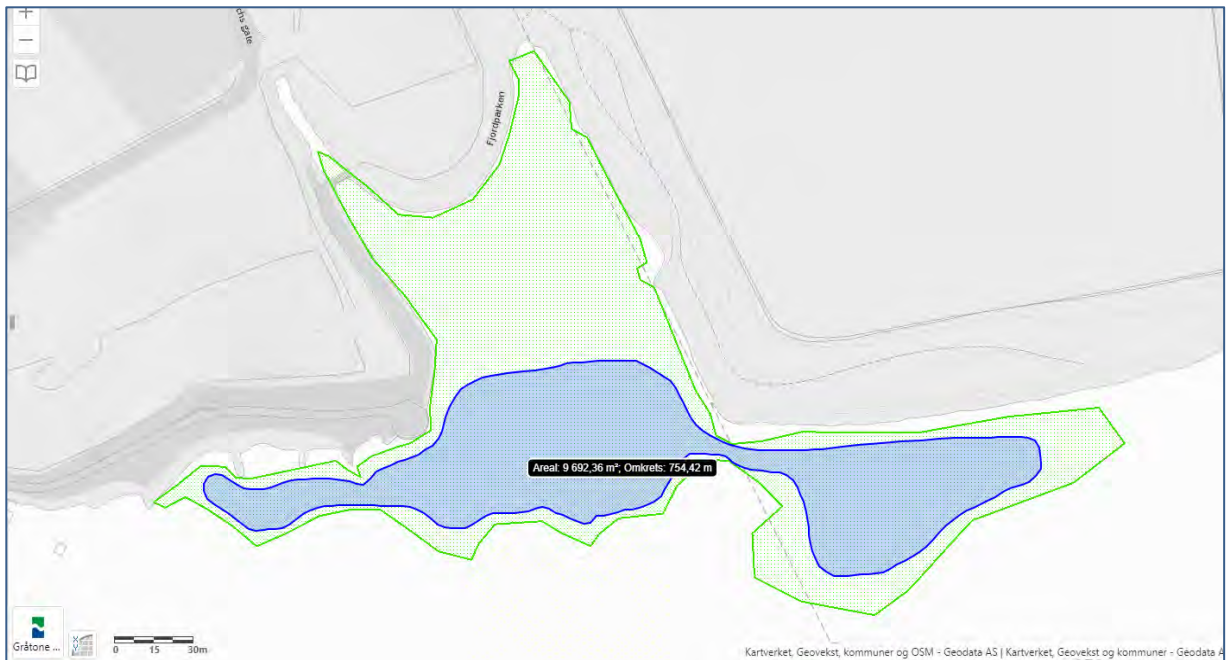 +
chs gate
−
Fjordparken
Areal: 9 692,36 m²; Omkrets: 754,42 m
Gråtone ...
0 15 30m
Kartverket, Geovekst, kommuner og OSM - Geodata AS | Kartverket, Geovekst og kommuner - Geodata A